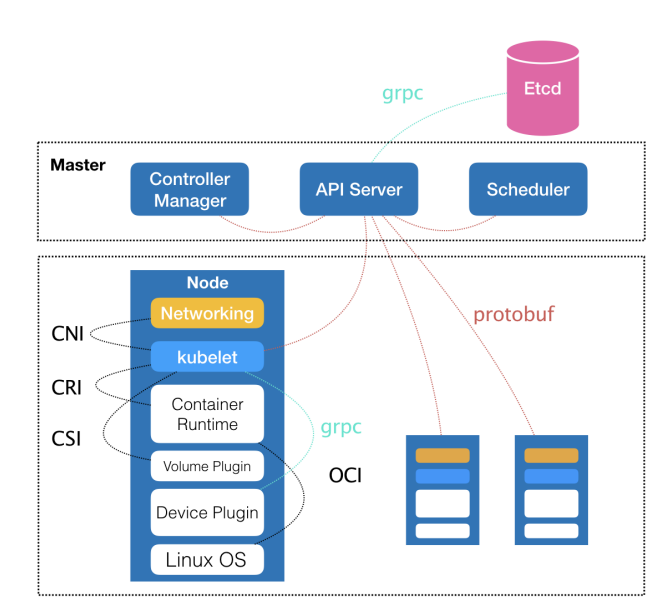 grpc
Etcd
Master
Controller
Manager
API Server
Scheduler
Node
Networking
CNI
kubelet
CRI
Container
Runtime
CSI
Volume Plugin
Device Plugin
Linux OS
grpc
OCI
protobuf